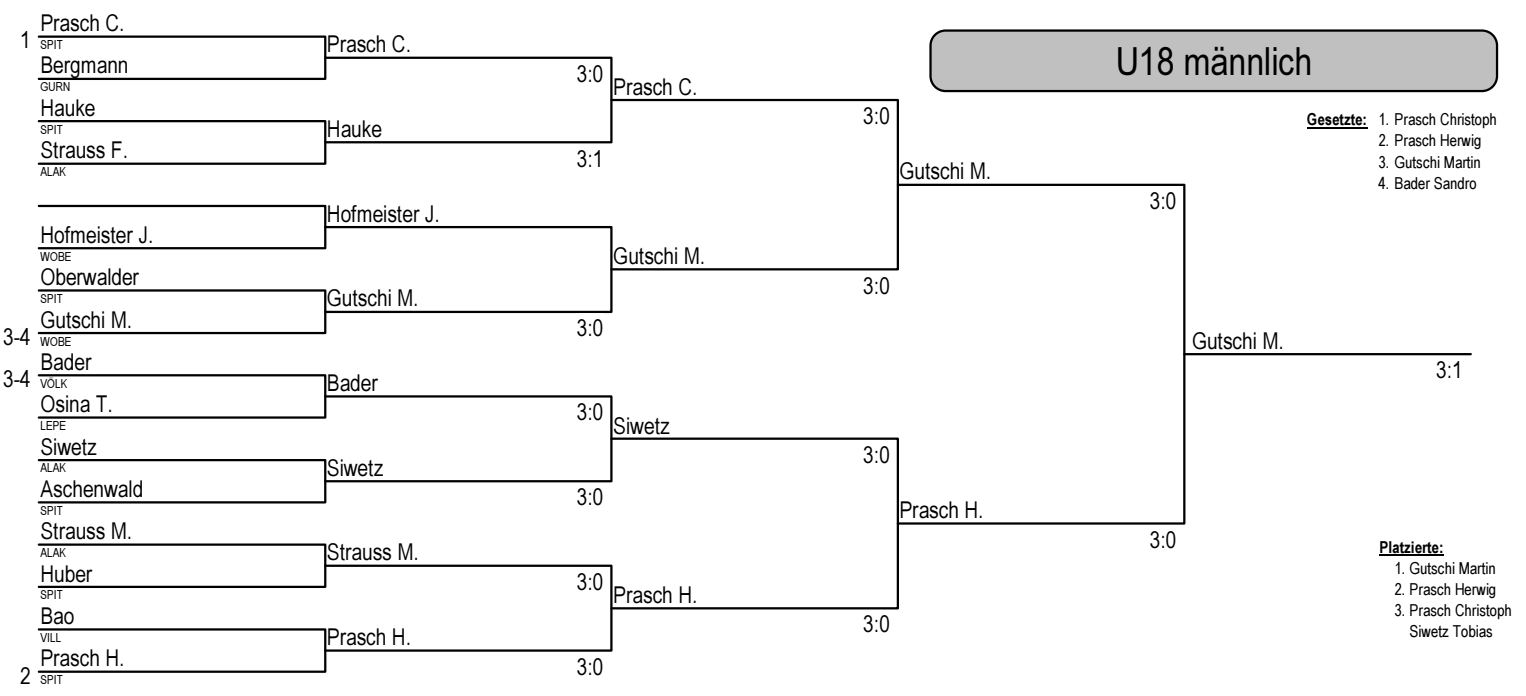 U18 männlich
Gesetzte: 1. Prasch Christoph
2. Prasch Herwig
3. Gutschi Martin
4. Bader Sandro
Prasch C.
1 SPIT
Bergmann
GURN
Hauke
SPIT
Strauss F.
ALAK
Hofmeister J.
WOBE
Oberwalder
SPIT
Gutschi M.
3-4 WOBE
Bader
3-4 VÖLK
Osina T.
LEPE
Siwetz
ALAK
Aschenwald
SPIT
Strauss M.
ALAK
Huber
SPIT
Bao
VILL
Prasch H.
2 SPIT
Prasch C.
3:0
Hauke
3:1
Hofmeister J.
Gutschi M.
3:0
Bader
3:0
Siwetz
3:0
Strauss M.
3:0
Prasch H.
3:0
Prasch C.
3:0
Gutschi M.
3:0
Siwetz
3:0
Prasch H.
3:0
Gutschi M.
3:0
Prasch H.
3:0
Gutschi M.
3:1
Platzierte:
1. Gutschi Martin
2. Prasch Herwig
3. Prasch Christoph
Siwetz Tobias